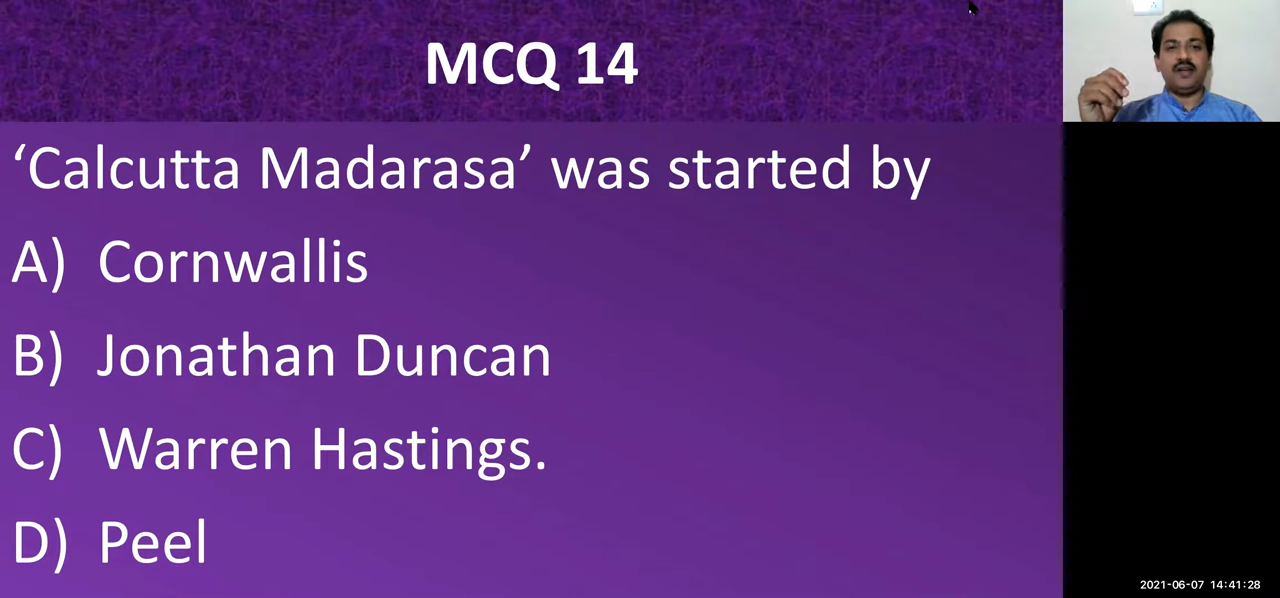 MCQ 14
‘Calcutta Madarasa’ was started by
A) Cornwallis
B) Jonathan Duncan
C) Warren Hastings.
D) Peel
2021-06-07 14:41:28